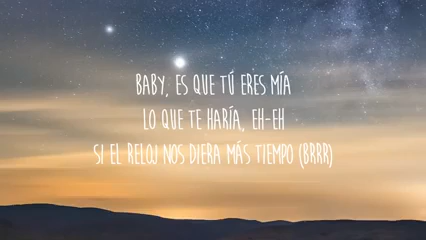 BABY, ES QUE TÚ ERES MÍA
LO QUE TE HARÍA, EH-EH
SI EL RELOJ NOS DIERA MÁS TIEMPO (BRRR)